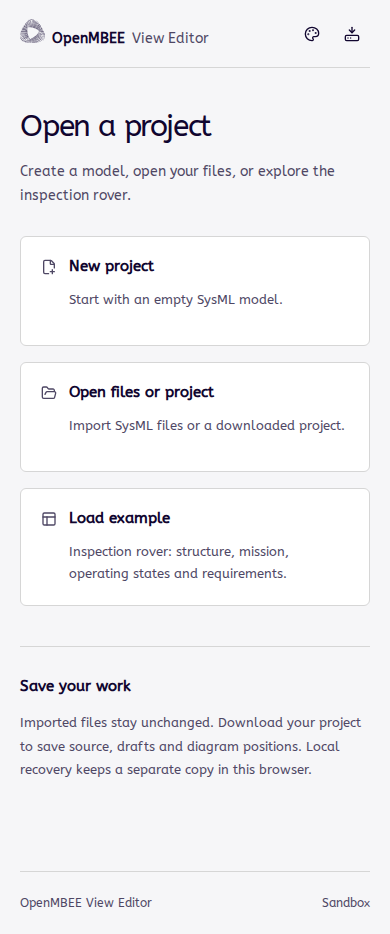 OpenMBEE View Editor
Open a project
Create a model, open your files, or explore the
inspection rover.
New project
Start with an empty SysML model.
Open files or project
Import SysML files or a downloaded project.
Load example
Inspection rover: structure, mission,
operating states and requirements.
Save your work
Imported files stay unchanged. Download your project
to save source, drafts and diagram positions. Local
recovery keeps a separate copy in this browser.
OpenMBEE View Editor
Sandbox